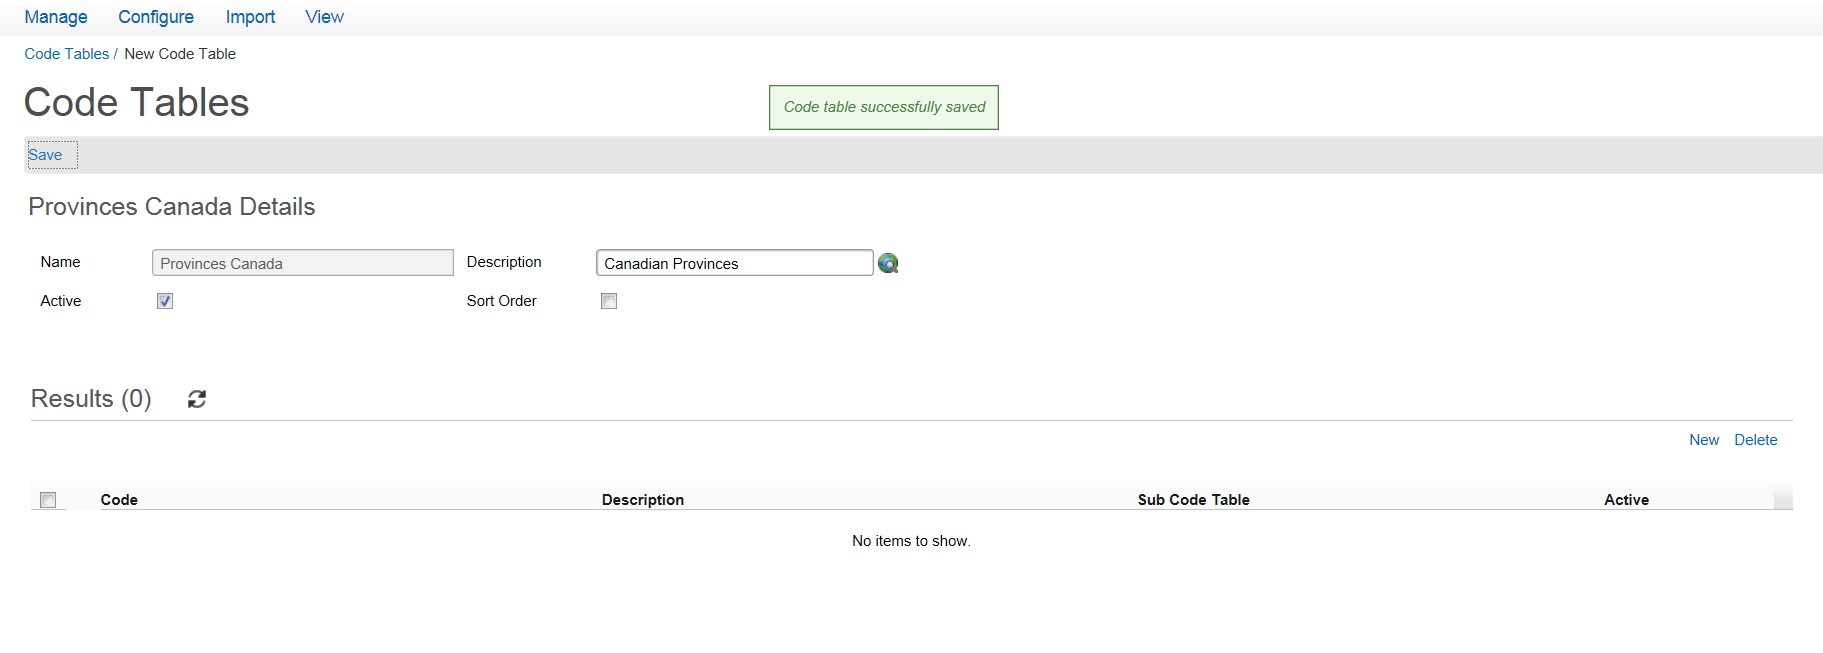 Manage Configure Import View
Code Tables / New Code Table
Code Tables
Code table successfully saved
Save
Provinces Canada Details
Name Provinces Canada Description Canadian Provinces
Active Sort Order
Results (0)
New Delete
Code Description Sub Code Table Active
No items to show.